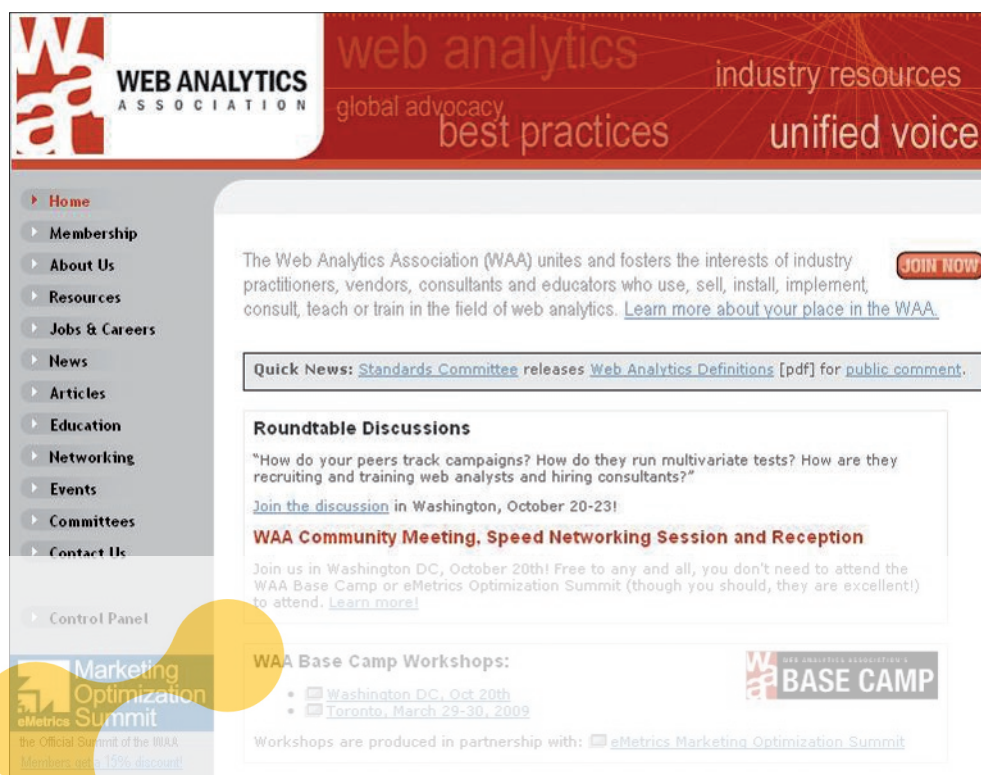 Waa
WEB ANALYTICS
ASSOCIATION
web analytics
industry resources
global advocacy
best practices
unified voice
Home
Membership
About Us
Resources
Jobs & Careers
News
Articles
Education
Networking
Events
Committees
Contact Us
Control Panel
Marketing
Optimization
eMetrics Summit
the Official Summit of the WAA
Members get a 15% discount!
The Web Analytics Association (WAA) unites and fosters the interests of industry
practitioners, vendors, consultants and educators who use, sell, install, implement,
consult, teach or train in the field of web analytics. Learn more about your place in the WAA.
JOIN NOW
Quick News: Standards Committee releases Web Analytics Definitions [pdf] for public comment.
Roundtable Discussions
"How do your peers track campaigns? How do they run multivariate tests? How are they
recruiting and training web analysts and hiring consultants?"
Join the discussion in Washington, October 20-23!
WAA Community Meeting, Speed Networking Session and Reception
Join us in Washington DC, October 20th! Free to any and all, you don't need to attend the
WAA Base Camp or eMetrics Optimization Summit (though you should, they are excellent!)
to attend. Learn more!
WAA Base Camp Workshops:
Washington DC, Oct 20th
Toronto, March 29-30, 2009
Workshops are produced in partnership with: eMetrics Marketing Optimization Summit
Waa
WEB ANALYTICS ASSOCIATION'S
BASE CAMP